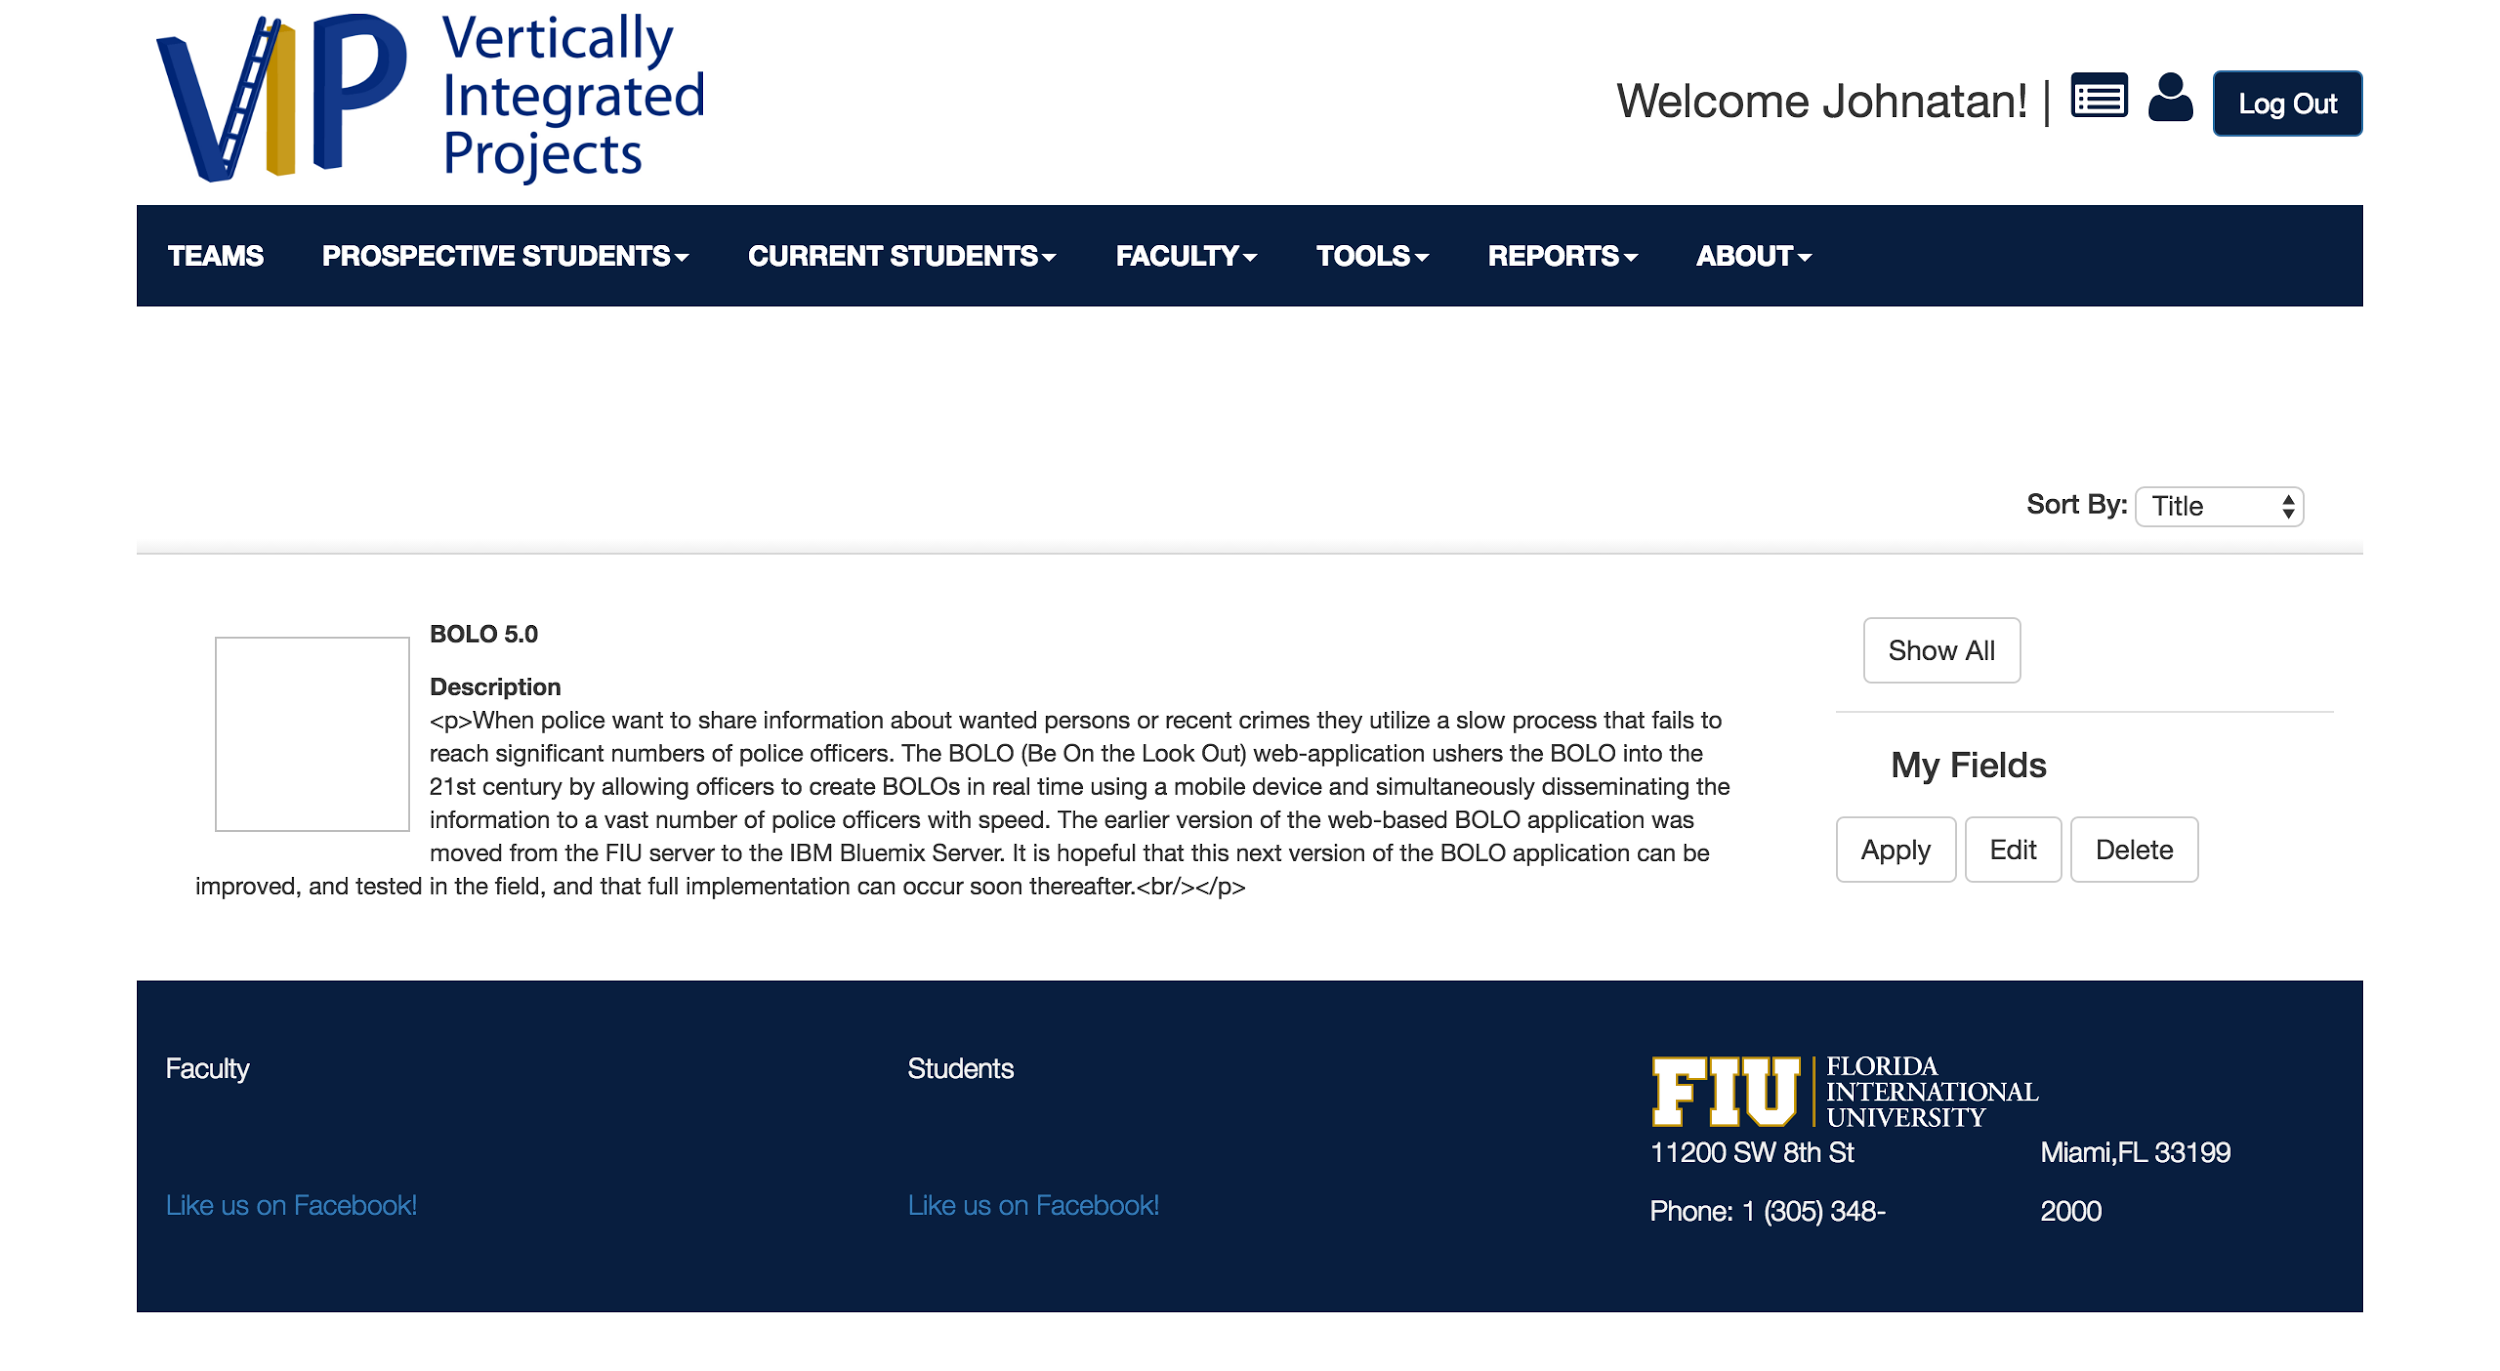 VIP
Vertically
Integrated
Projects
Welcome Johnatan! |
Log Out
TEAMS PROSPECTIVE STUDENTS CURRENT STUDENTS FACULTY TOOLS REPORTS ABOUT
Sort By: Title
BOLO 5.0
Description
<p>When police want to share information about wanted persons or recent crimes they utilize a slow process that fails to
reach significant numbers of police officers. The BOLO (Be On the Look Out) web-application ushers the BOLO into the
21st century by allowing officers to create BOLOs in real time using a mobile device and simultaneously disseminating the
information to a vast number of police officers with speed. The earlier version of the web-based BOLO application was
moved from the FIU server to the IBM Bluemix Server. It is hopeful that this next version of the BOLO application can be
improved, and tested in the field, and that full implementation can occur soon thereafter.<br/></p>
Show All
My Fields
Apply Edit Delete
Faculty
Like us on Facebook!
Students
Like us on Facebook!
FIU
FLORIDA
INTERNATIONAL
UNIVERSITY
11200 SW 8th St Miami,FL 33199
Phone: 1 (305) 348- 2000